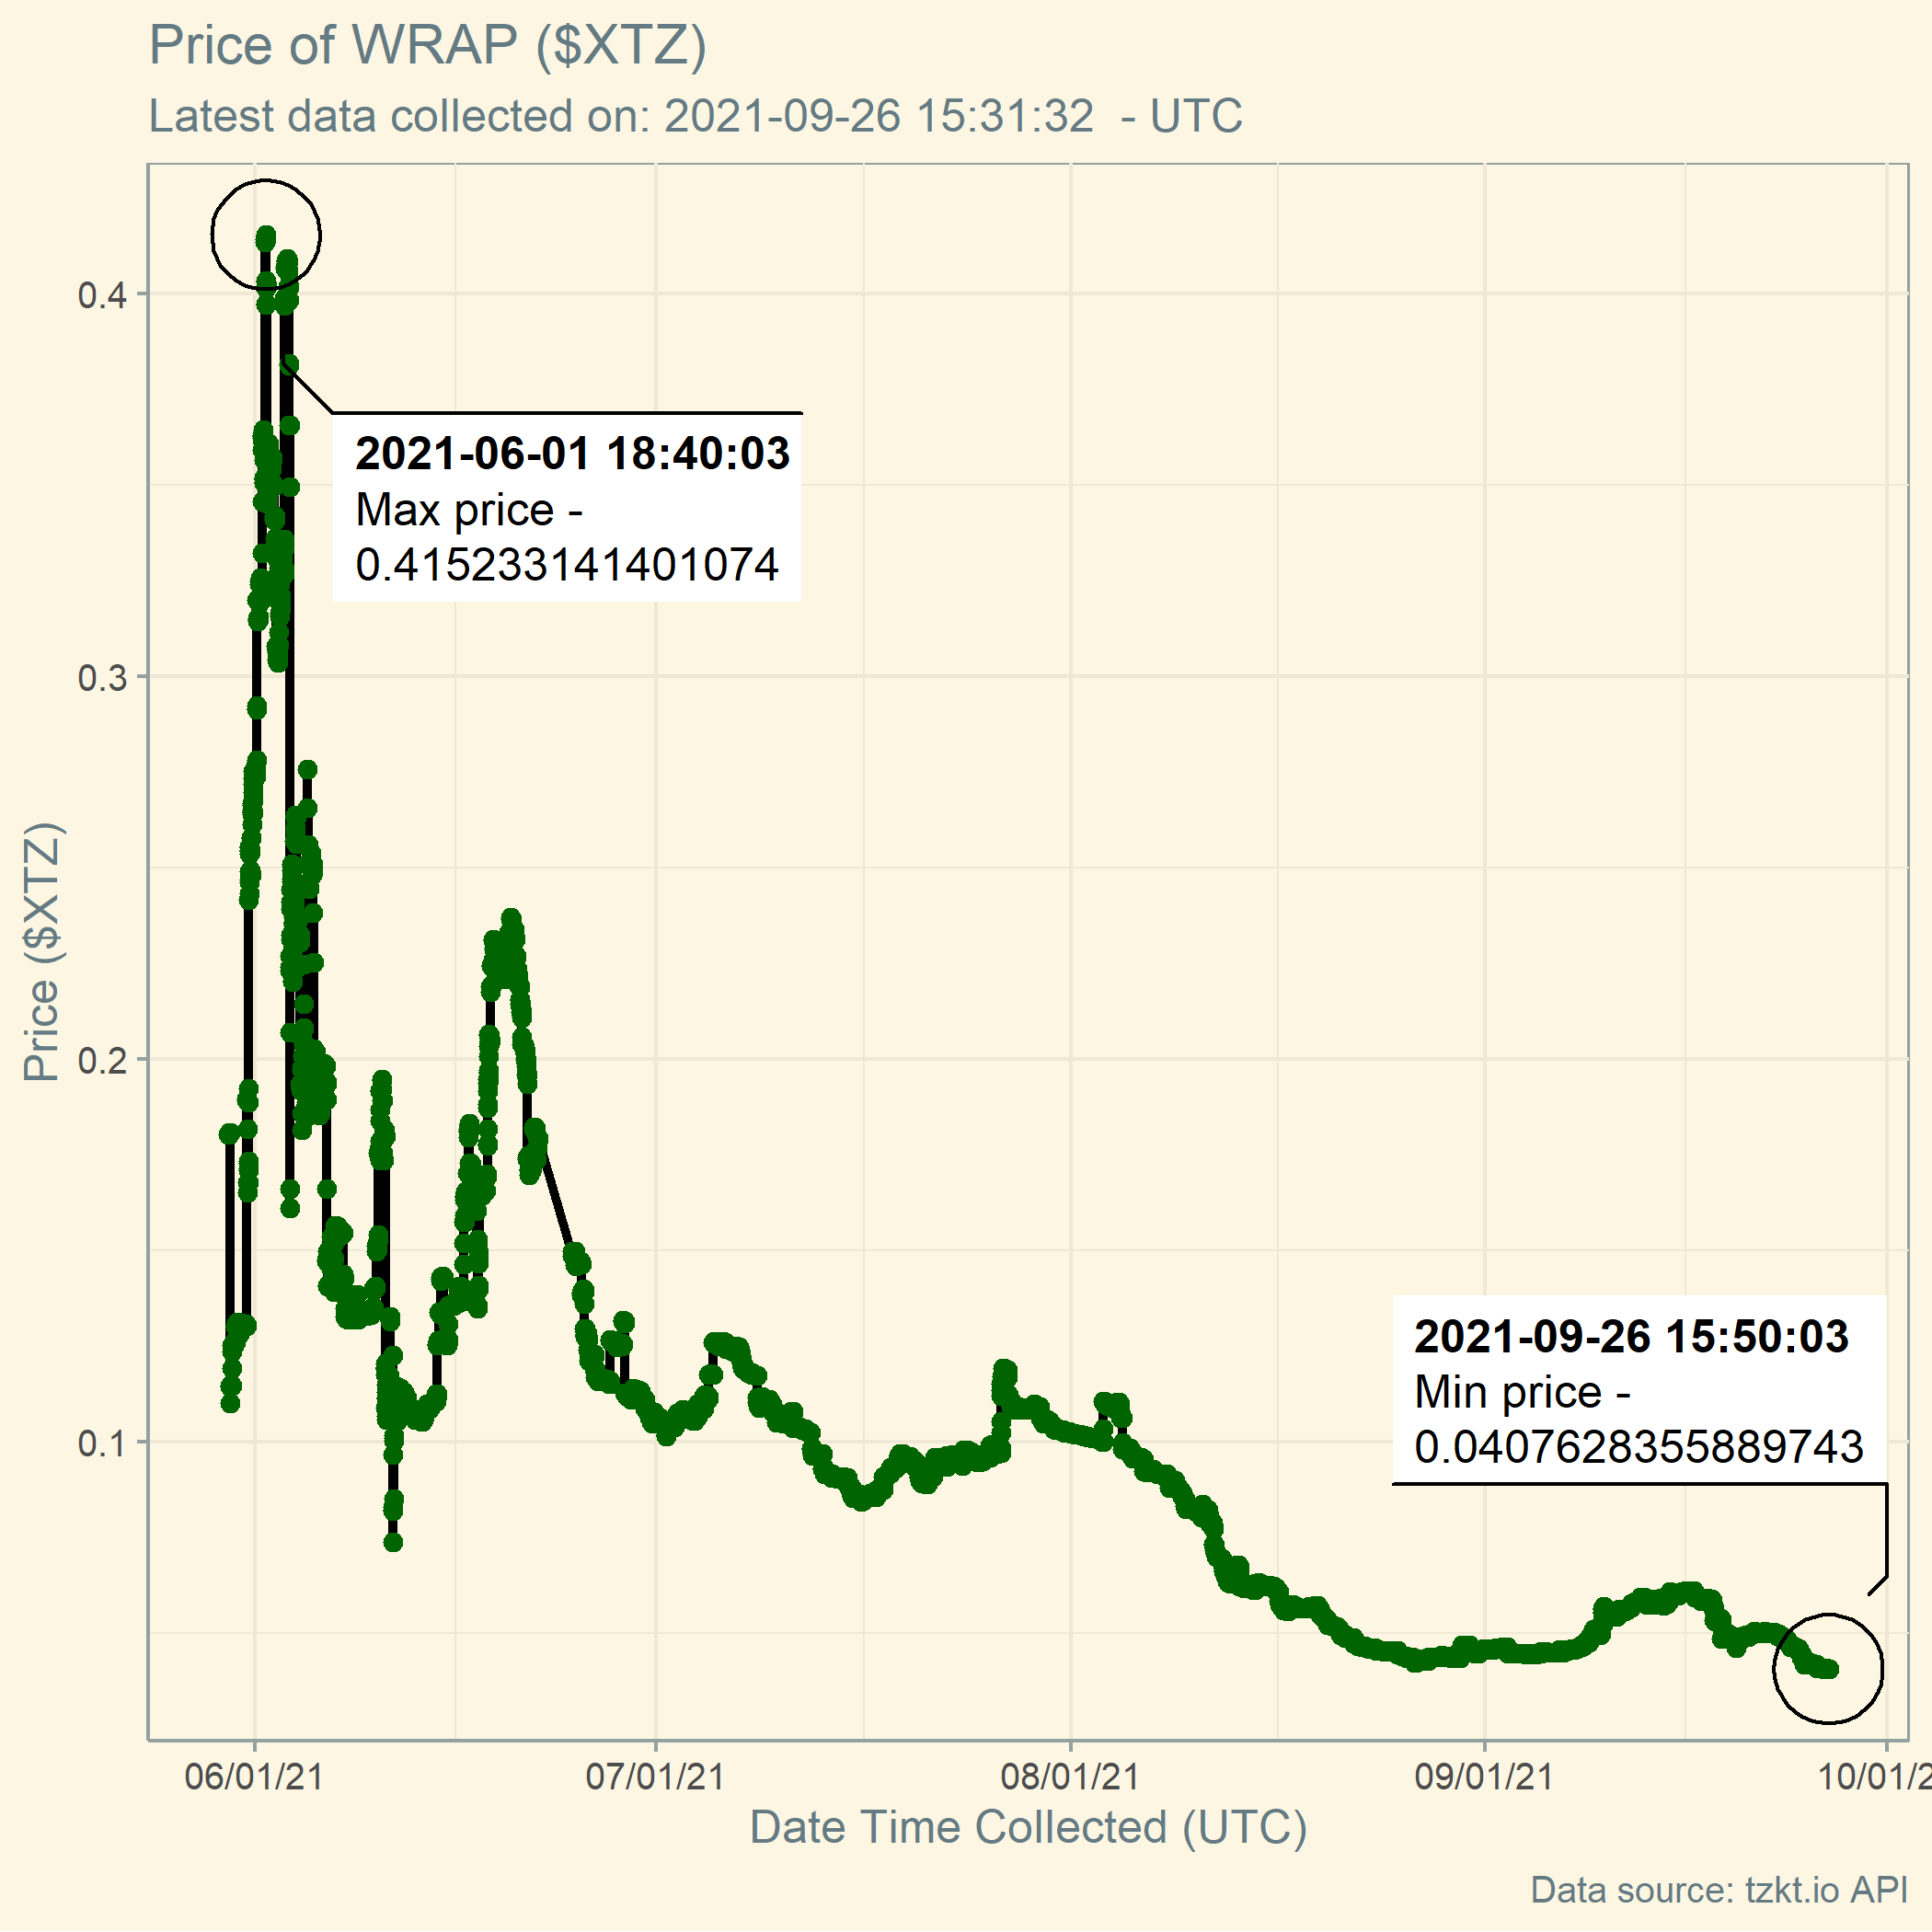 Price of WRAP ($XTZ)
Latest data collected on: 2021-09-26 15:31:32  - UTC
0.4
0.3
0.2
0.1
Price ($XTZ)
2021-06-01 18:40:03
Max price -
0.415233141401074
2021-09-26 15:50:03
Min price -
0.0407628355889743
06/01/21
07/01/21
08/01/21
09/01/21
10/01/2
Date Time Collected (UTC)
Data source: tzkt.io API